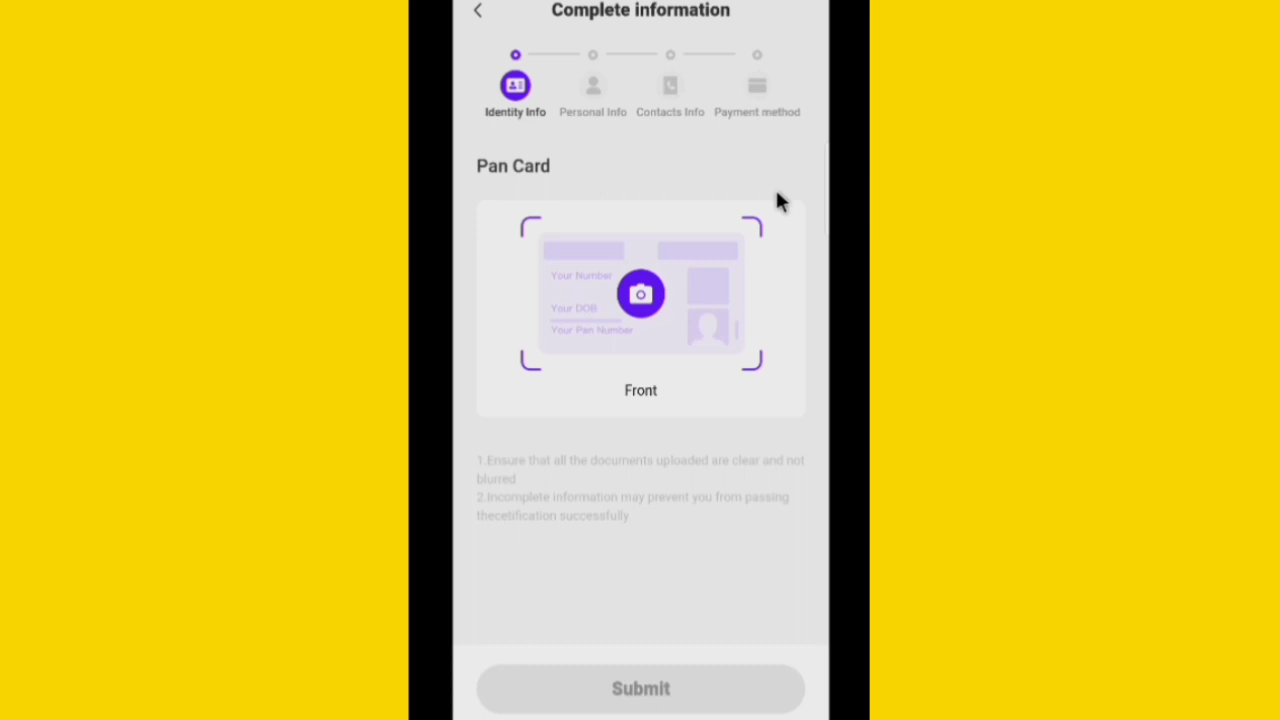 Complete information
Identity Info
Personal Info
Contacts Info
Payment method
Pan Card
Your Number
Your DOB
Your Pan Number
Front
1.Ensure that all the documents uploaded are clear and not
blurred
2.Incomplete information may prevent you from passing
thecetification successfully
Submit